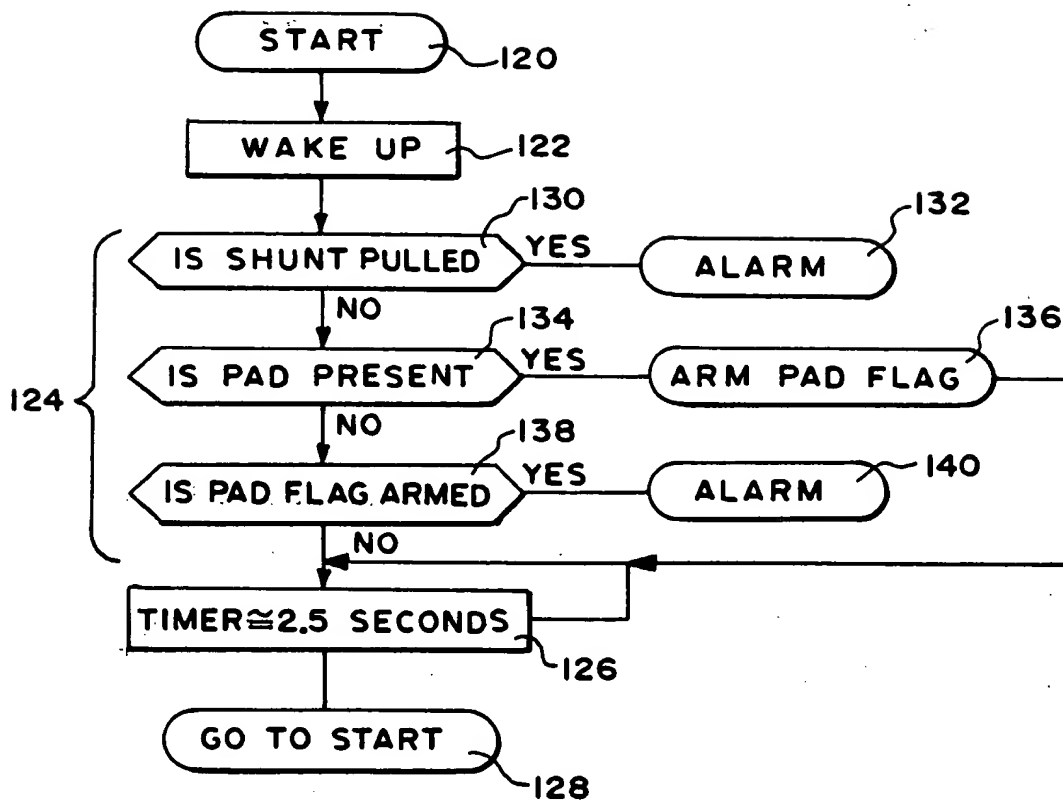 START
120
WAKE UP
122
130
IS SHUNT PULLED
YES
132
ALARM
NO
134
IS PAD PRESENT
YES
136
ARM PAD FLAG
124
NO
138
IS PAD FLAG ARMED
YES
140
ALARM
NO
TIMER≅2.5 SECONDS
126
GO TO START
128